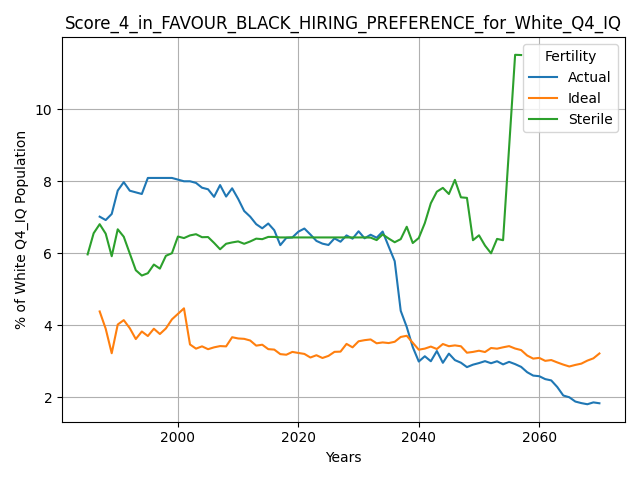 Score_4_in_FAVOUR_BLACK_HIRING_PREFERENCE_for_White_Q4_IQ
Fertility
Actual
Ideal
Sterile
% of White Q4_IQ Population
10
8
6
4
2
2000
2020
2040
2060
Years